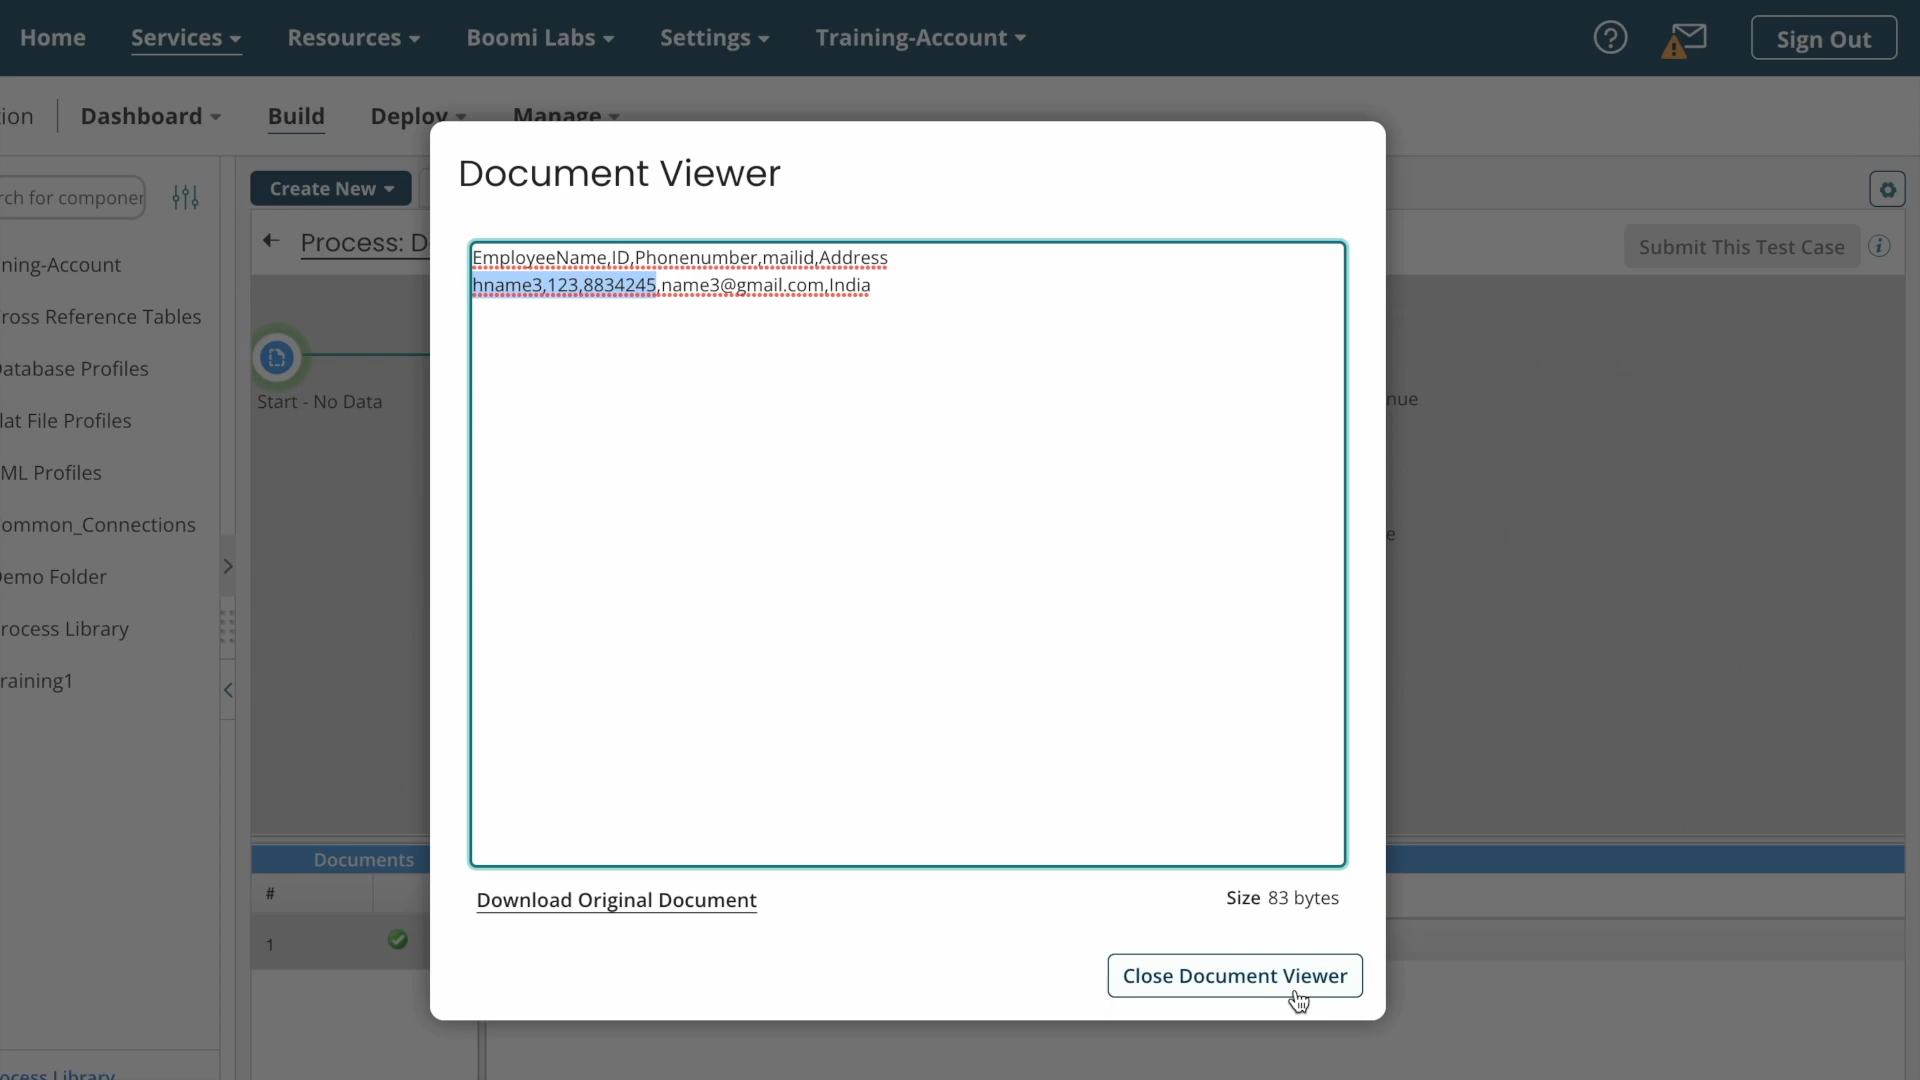 Home Services Resources Boomi Labs Settings Training-Account Sign Out
ion Dashboard Build Deploy Manage
rch for componer
Create New
Process: D
Submit This Test Case
ning-Account
ross Reference Tables
atabase Profiles
lat File Profiles
ML Profiles
ommon_Connections
emo Folder
rocess Library
raining1
ocess Library
Start - No Data
nue
e
Documents
#
1
Document Viewer
EmployeeName,ID,Phonenumber,mailid,Address
hname3,123,8834245,name3@gmail.com,India
Download Original Document
Size 83 bytes
Close Document Viewer